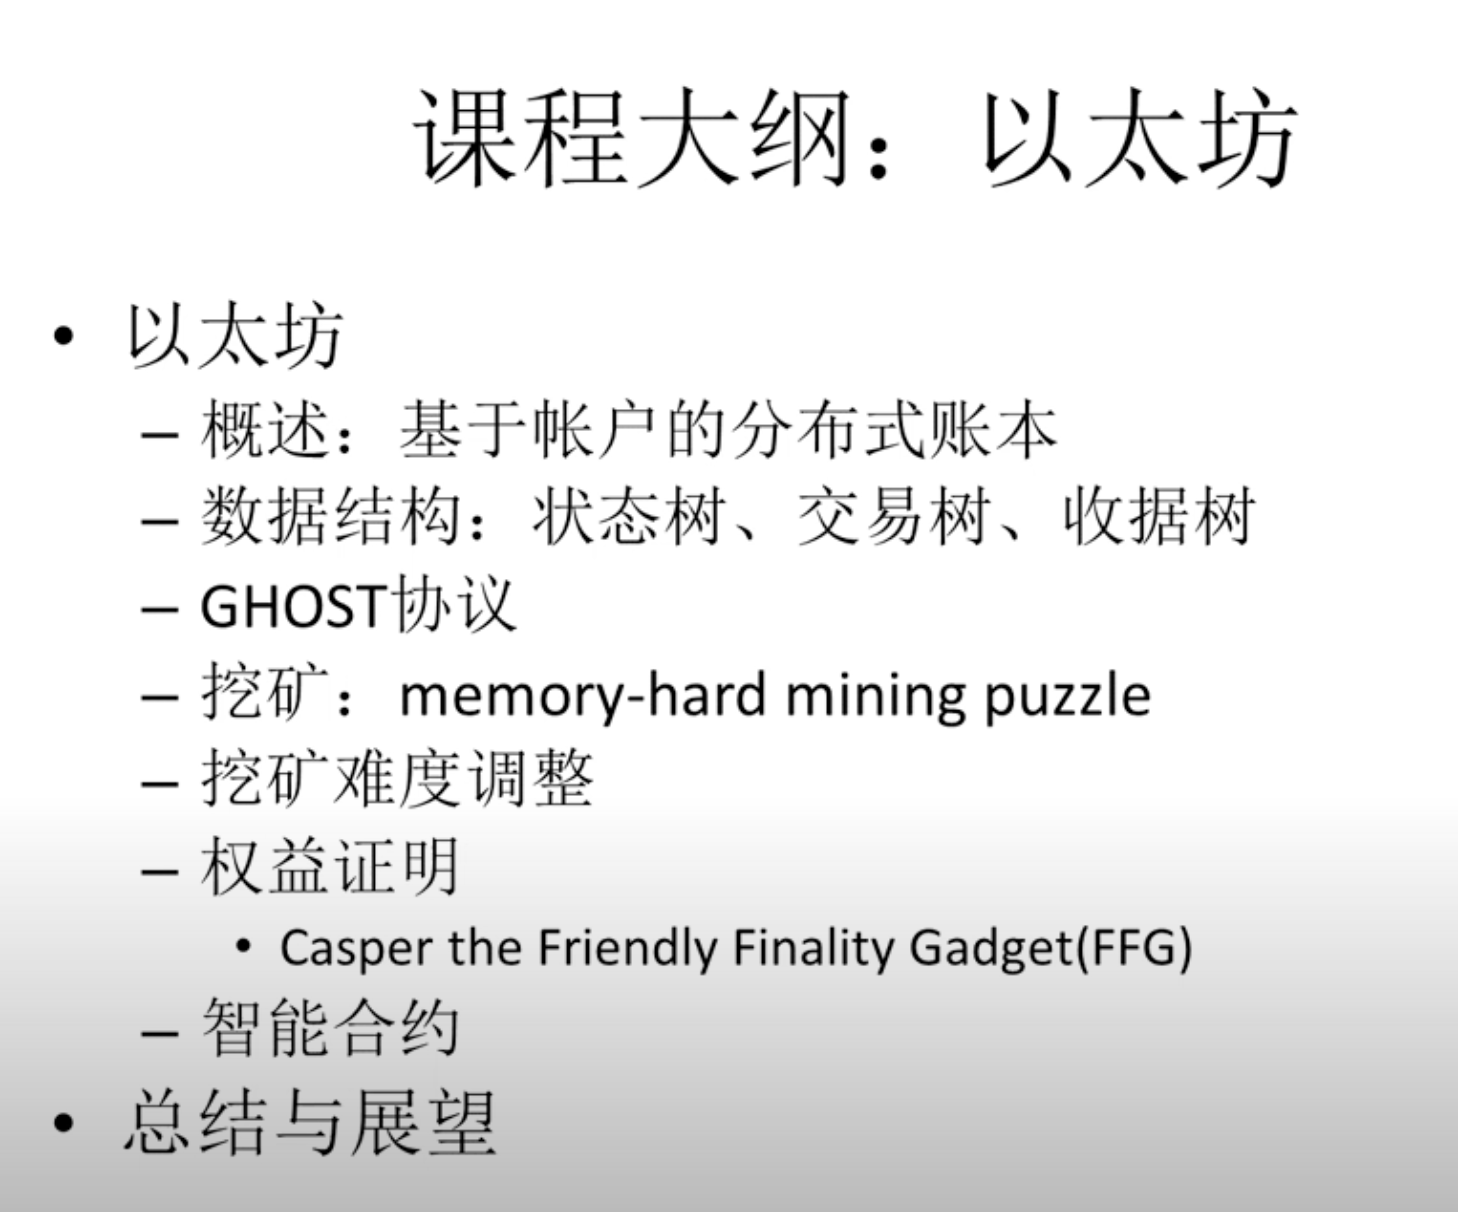 课程大纲：以太坊
• 以太坊
– 概述：基于帐户的分布式账本
– 数据结构：状态树、交易树、收据树
– GHOST协议
– 挖矿：memory-hard mining puzzle
– 挖矿难度调整
– 权益证明
• Casper the Friendly Finality Gadget(FFG)
– 智能合约
• 总结与展望